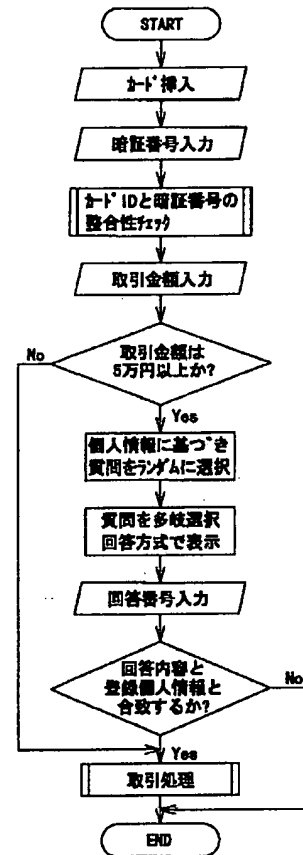 START
ｶｰﾄﾞ挿入
暗証番号入力
ｶｰﾄﾞIDと暗証番号の
整合性ﾁｪｯｸ
取引金額入力
取引金額は
5万円以上か?
No
Yes
個人情報に基づき
質問をランダムに選択
質問を多岐選択
回答方式で表示
回答番号入力
回答内容と
登録個人情報と
合致するか?
No
Yes
取引処理
END